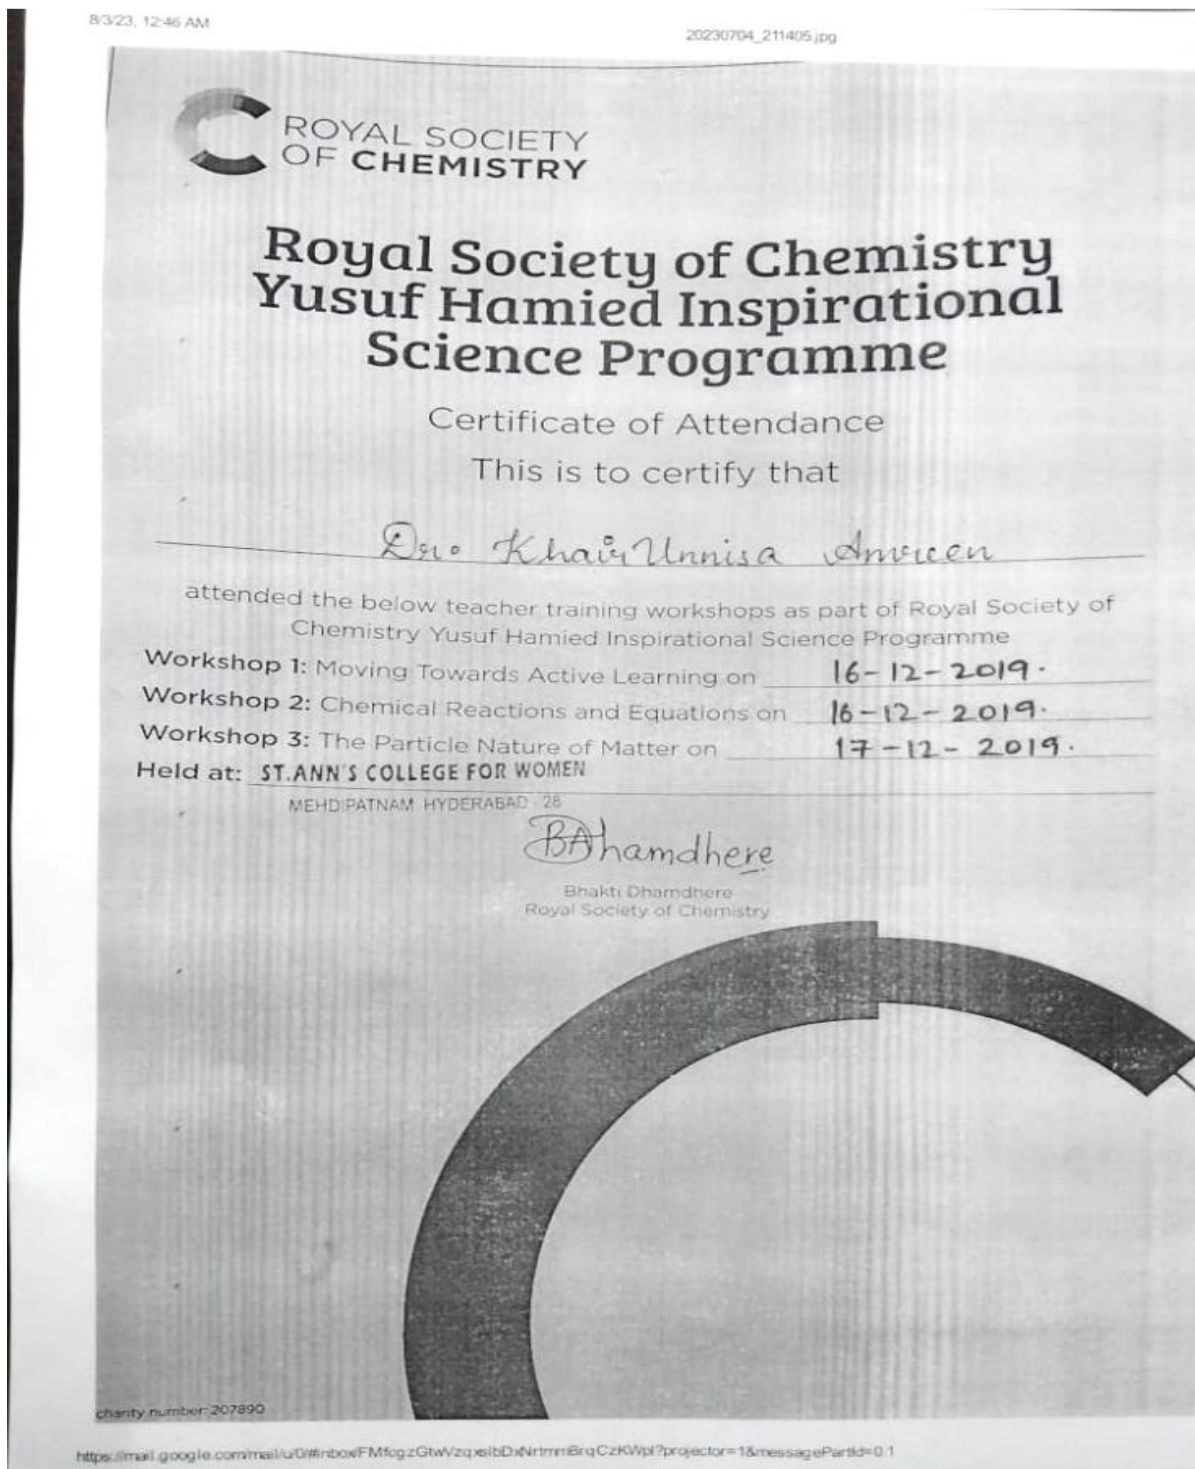 8/3/23, 12:46 AM
20230704_211405.jpg
ROYAL SOCIETY
OF CHEMISTRY
Royal Society of Chemistry
Yusuf Hamied Inspirational
Science Programme
Certificate of Attendance
This is to certify that
Dr. Khair Unnisa Amreen
attended the below teacher training workshops as part of Royal Society of
Chemistry Yusuf Hamied Inspirational Science Programme
Workshop 1: Moving Towards Active Learning on 16-12-2019.
Workshop 2: Chemical Reactions and Equations on 16-12-2019.
Workshop 3: The Particle Nature of Matter on 17-12-2019.
Held at: ST.ANN'S COLLEGE FOR WOMEN
MEHDIPATNAM HYDERABAD - 28
BAhamdhere
Bhakti Dhamdhere
Royal Society of Chemistry
charity number: 207890